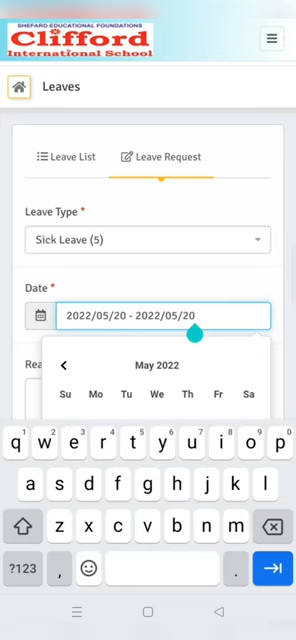 SHEFARD EDUCATIONAL FOUNDATIONS
Clifford
International School
Leaves
Leave List
Leave Request
Leave Type *
Sick Leave (5)
Date *
2022/05/20 - 2022/05/20
Rea
May 2022
Su Mo Tu We Th Fr Sa
1 2 3 4 5 6 7 8 9 0
q w e r t y u i o p
a s d f g h j k l
z x c v b n m
?123 , .